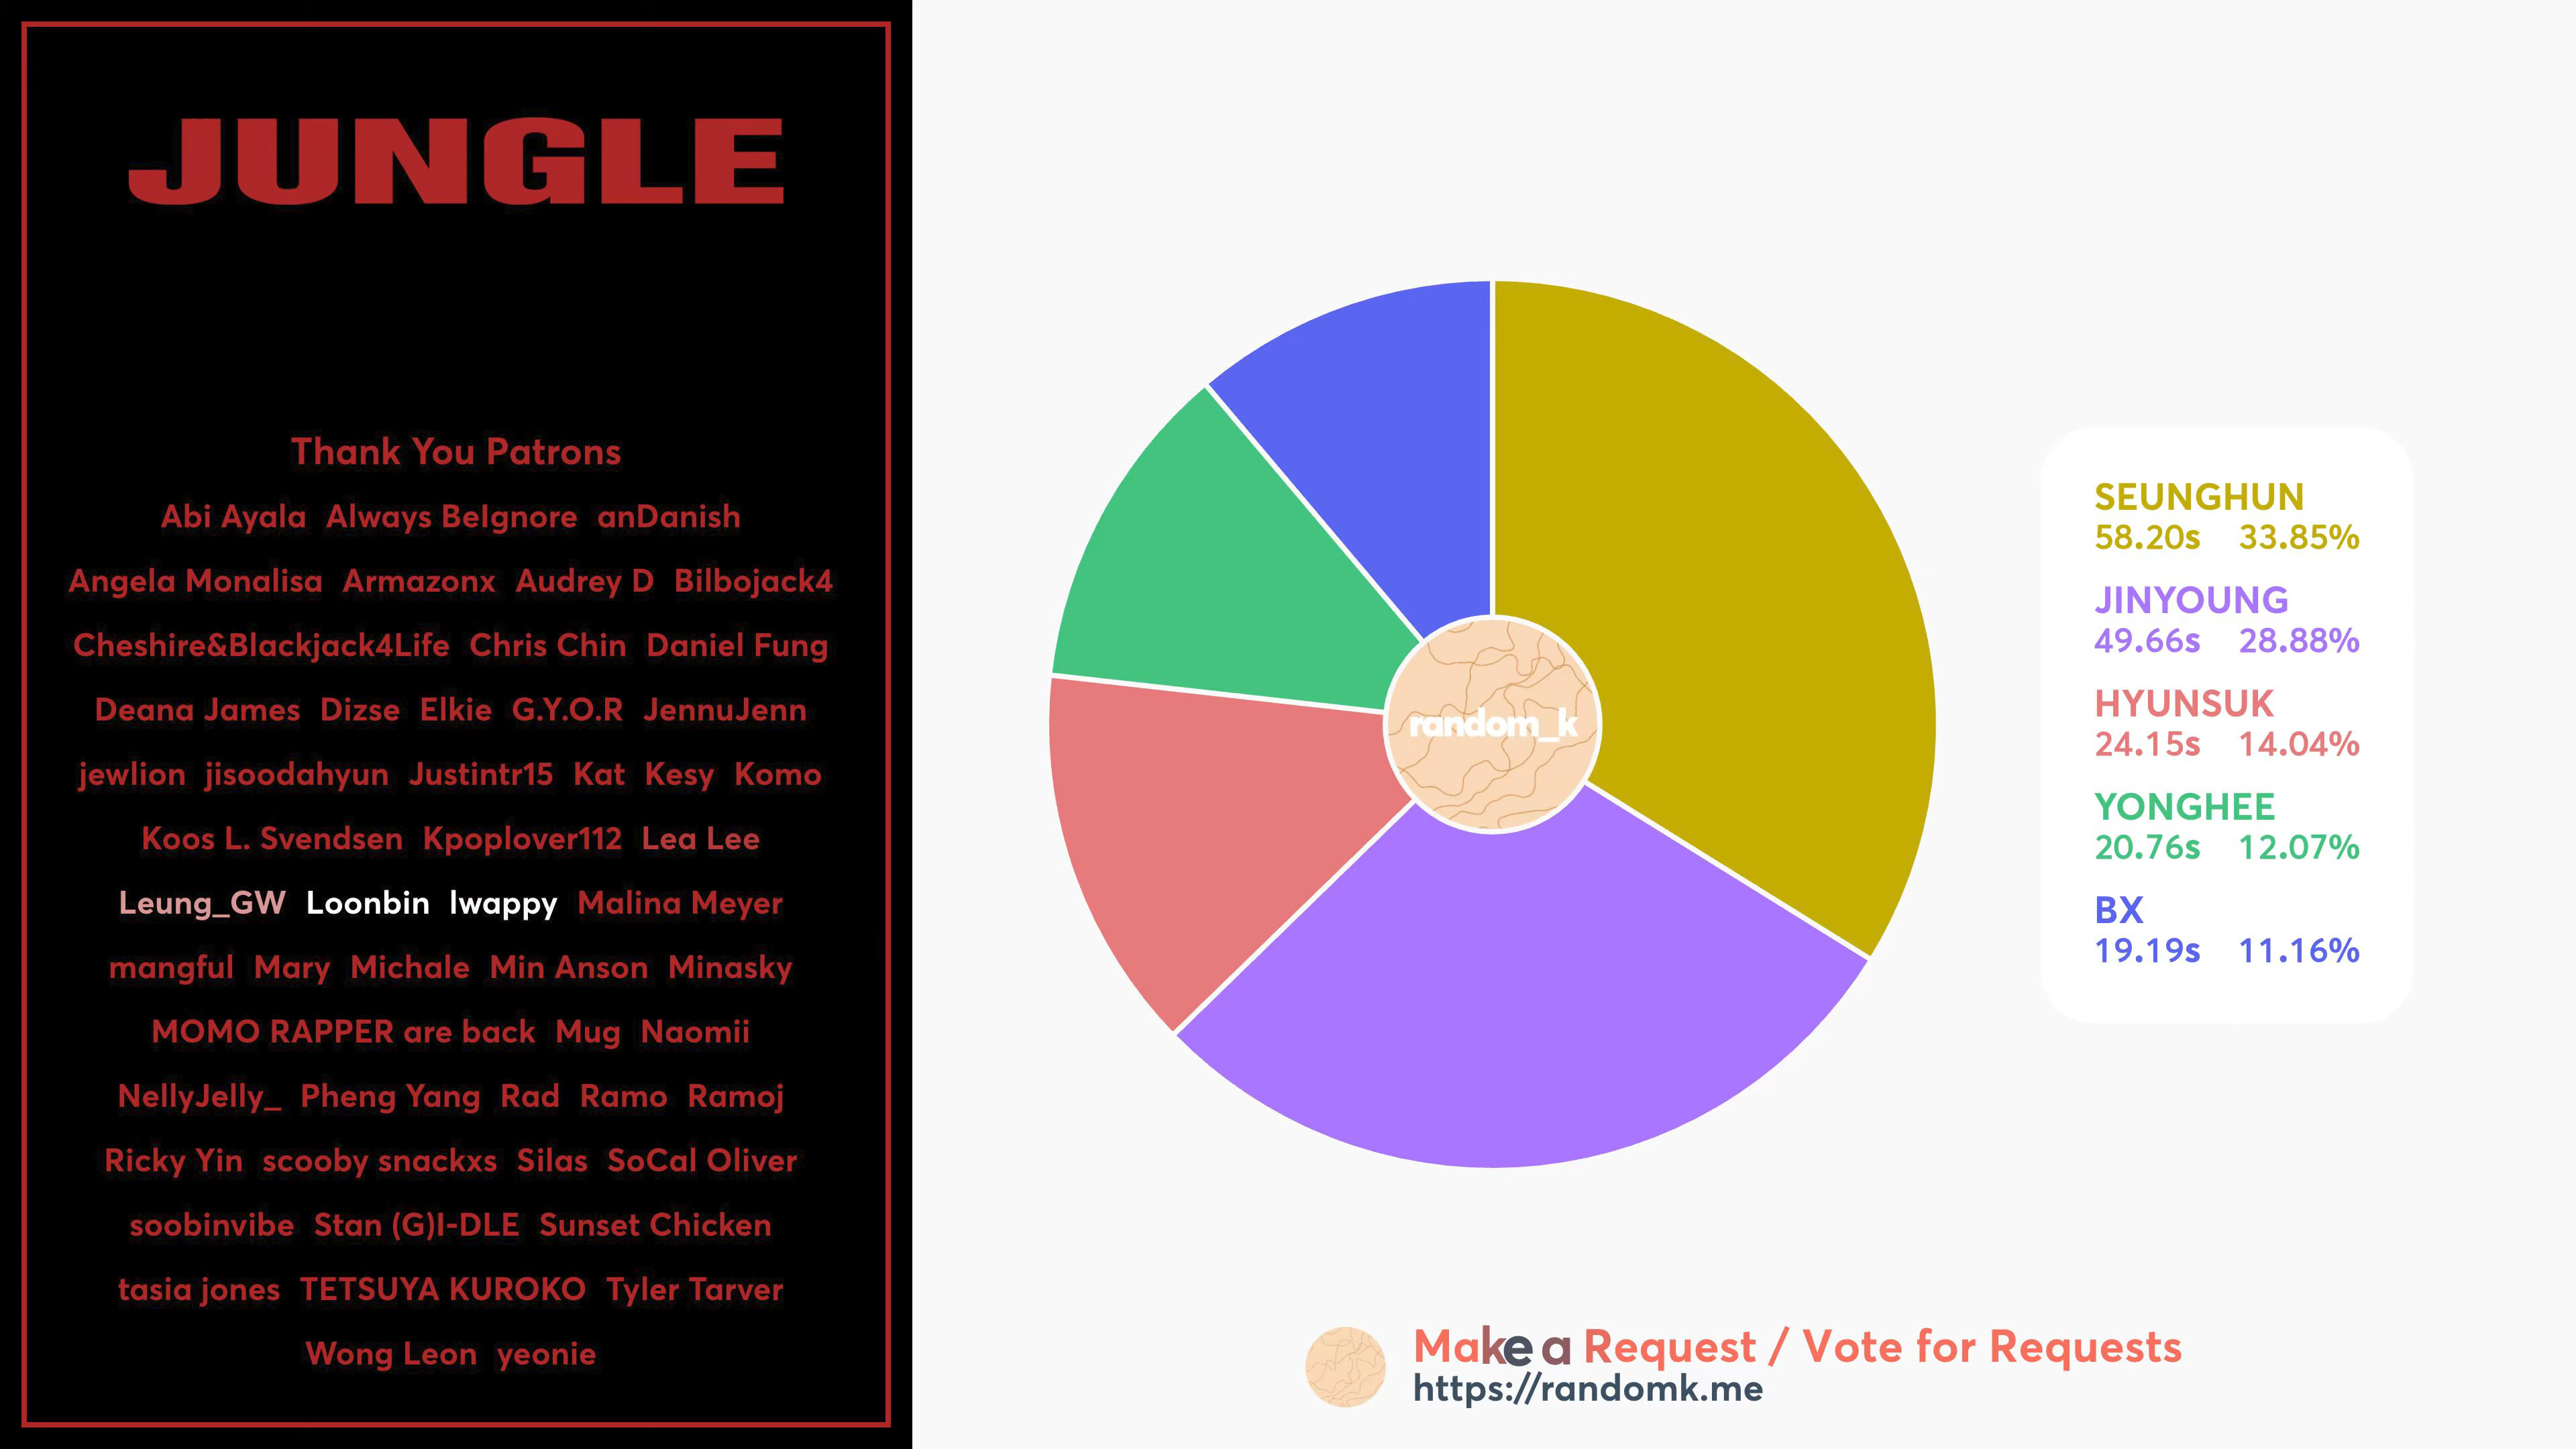 JUNGLE
Thank You Patrons
Abi Ayala Always BeIgnore anDanish
Angela Monalisa Armazonx Audrey D Bilbojack4
Cheshire&Blackjack4Life Chris Chin Daniel Fung
Deana James Dizse Elkie G.Y.O.R JennuJenn
jewlion jisoodahyun Justintr15 Kat Kesy Komo
Koos L. Svendsen Kpoplover112 Lea Lee
Leung_GW Loonbin lwappy Malina Meyer
mangful Mary Michale Min Anson Minasky
MOMO RAPPER are back Mug Naomii
NellyJelly_ Pheng Yang Rad Ramo Ramoj
Ricky Yin scooby snackxs Silas SoCal Oliver
soobinvibe Stan (G)I-DLE Sunset Chicken
tasia jones TETSUYA KUROKO Tyler Tarver
Wong Leon yeonie
random_k
SEUNGHUN
58.20s 33.85%
JINYOUNG
49.66s 28.88%
HYUNSUK
24.15s 14.04%
YONGHEE
20.76s 12.07%
BX
19.19s 11.16%
Make a Request / Vote for Requests
https://randomk.me